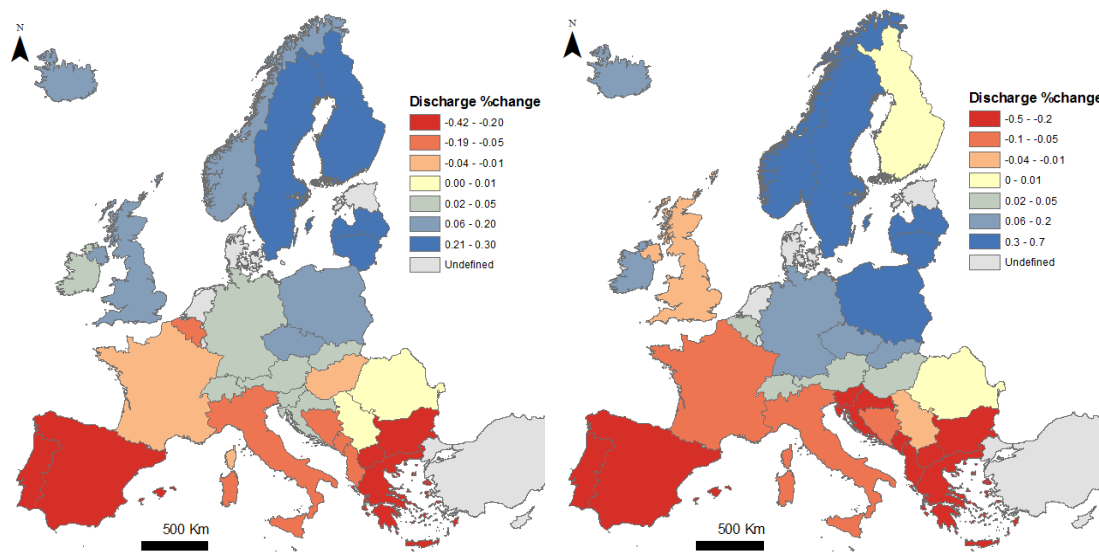 N
Discharge %change
-0.42 - -0.20
-0.19 - -0.05
-0.04 - -0.01
0.00 - 0.01
0.02 - 0.05
0.06 - 0.20
0.21 - 0.30
Undefined
500 Km
N
Discharge %change
-0.5 - -0.2
-0.1 - -0.05
-0.04 - -0.01
0 - 0.01
0.02 - 0.05
0.06 - 0.2
0.3 - 0.7
Undefined
500 Km